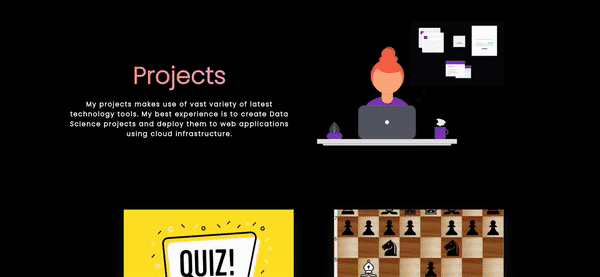 Projects
My projects makes use of vast variety of latest
technology tools. My best experience is to create Data
Science projects and deploy them to web applications
using cloud infrastructure.
QUIZ!